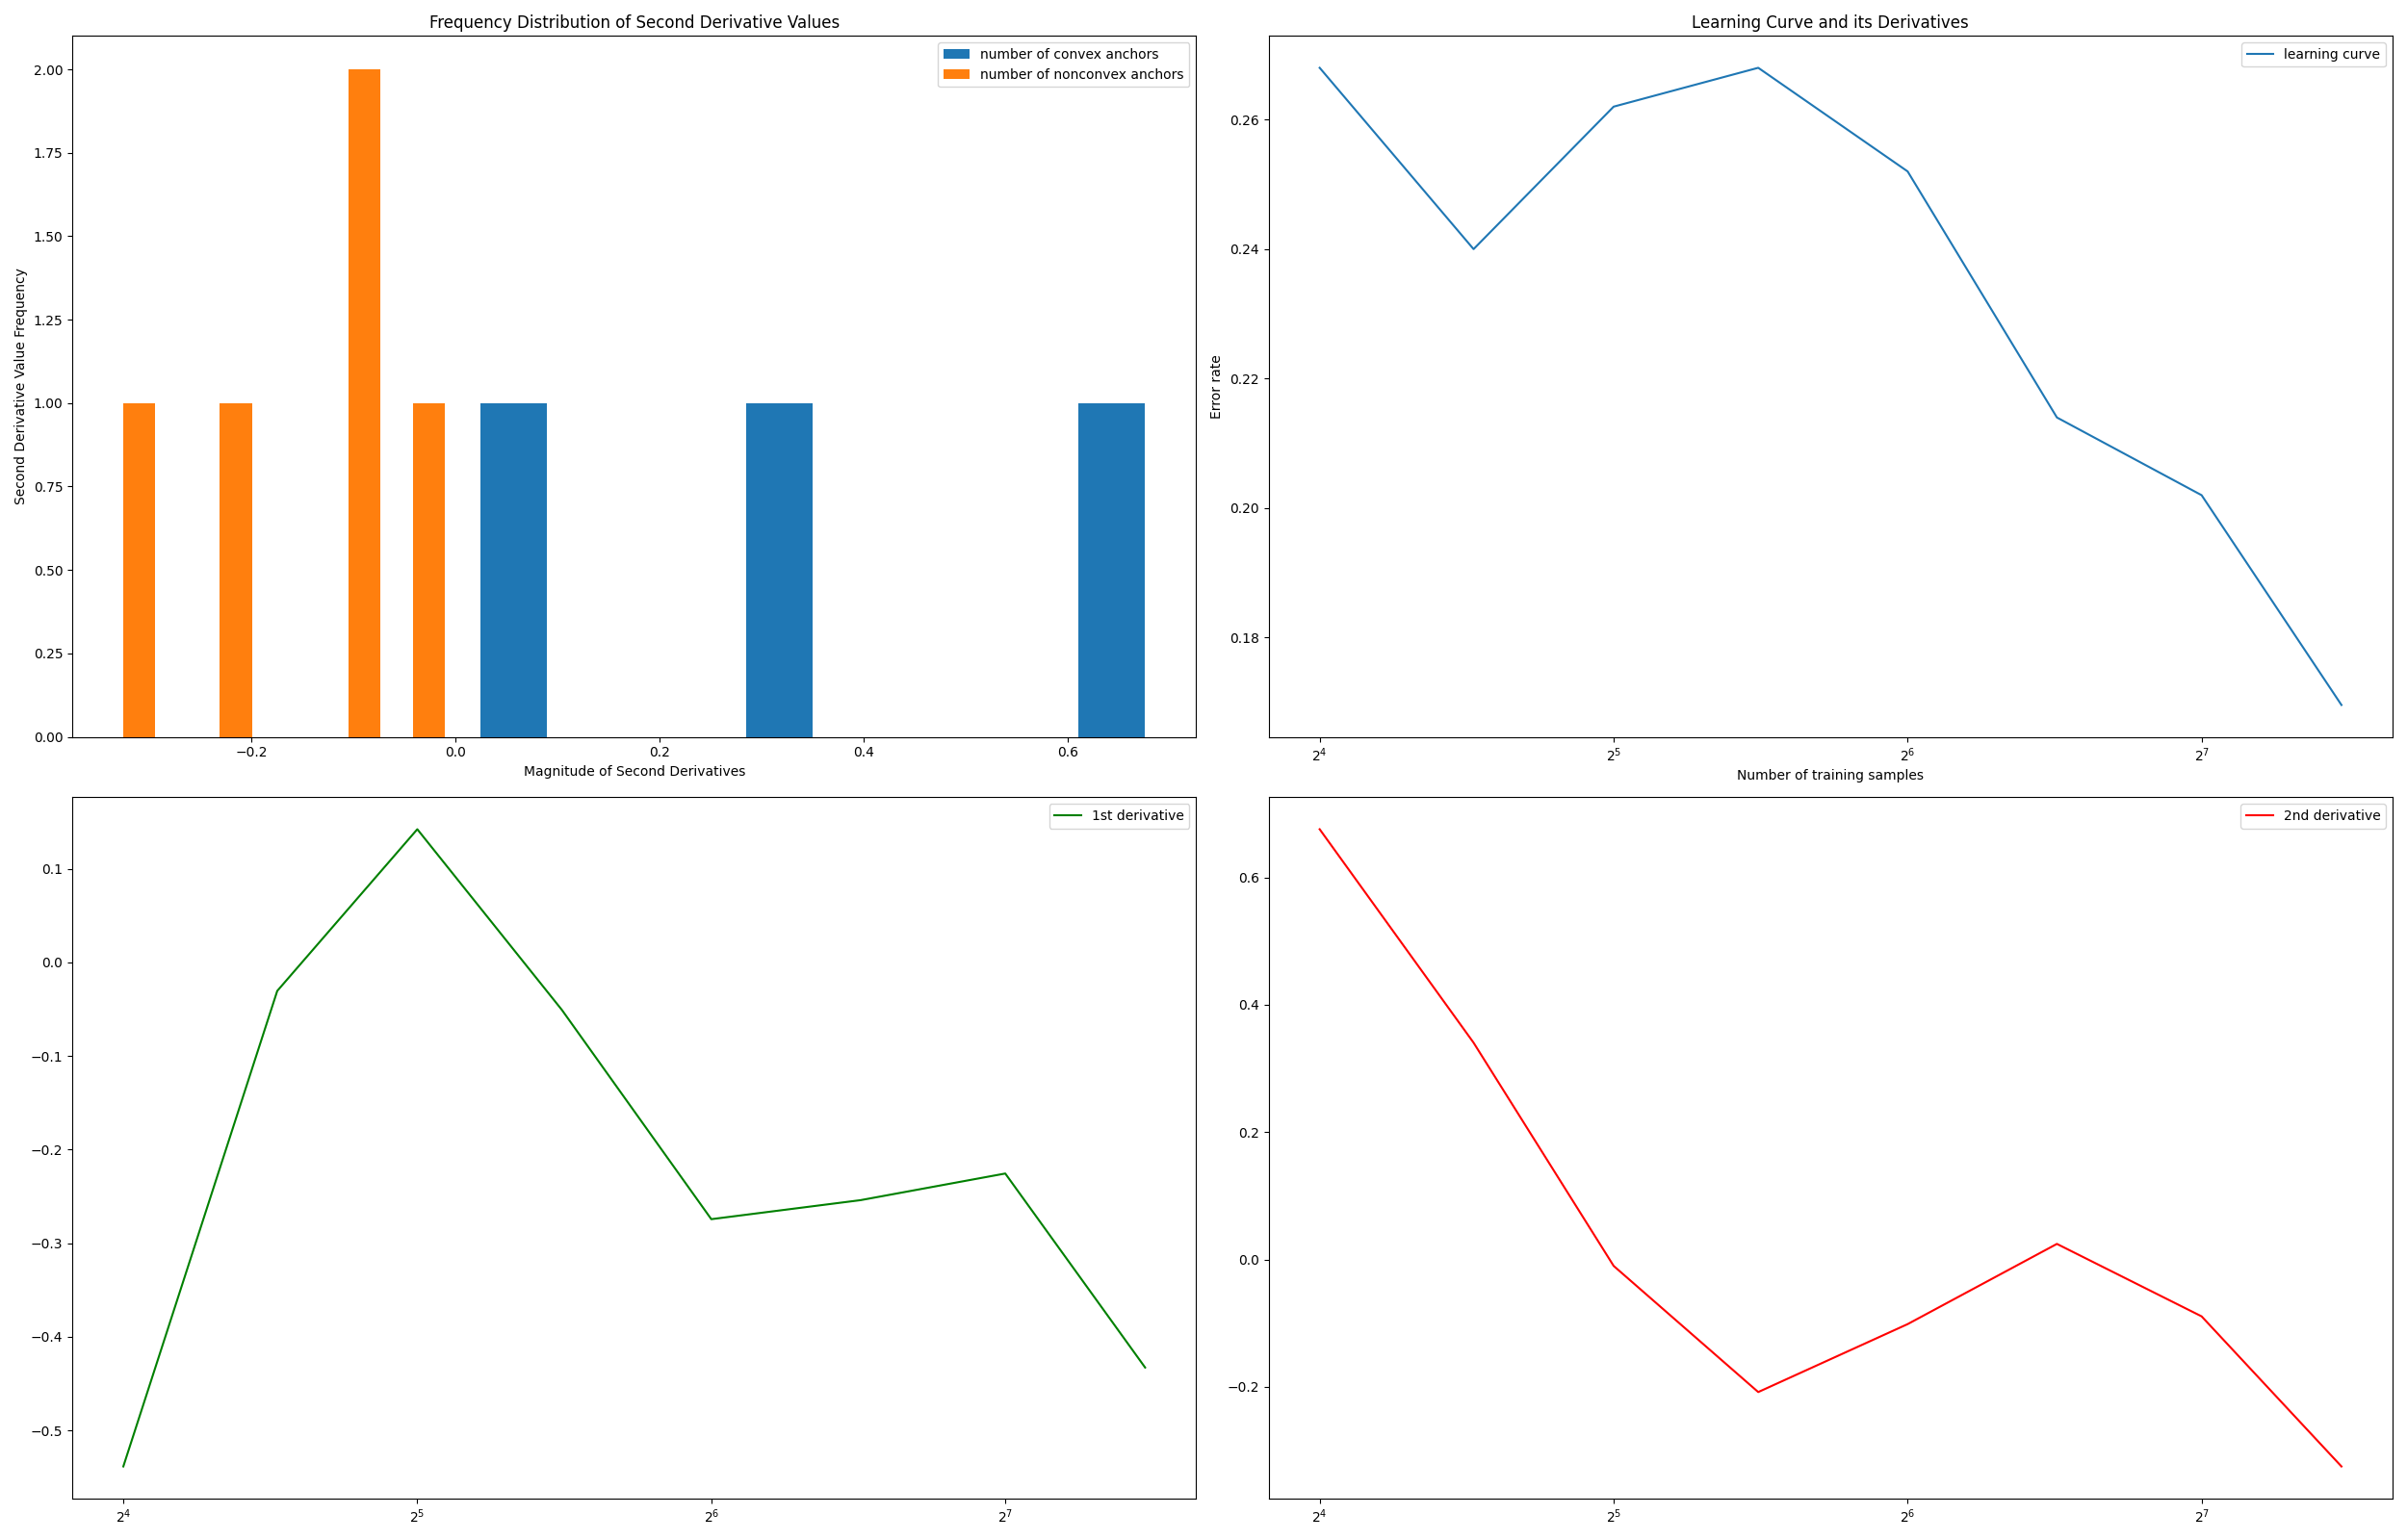 Frequency Distribution of Second Derivative Values
number of convex anchors
number of nonconvex anchors
Second Derivative Value Frequency
2.00
1.75
1.50
1.25
1.00
0.75
0.50
0.25
0.00
−0.2 0.0 0.2 0.4 0.6
Magnitude of Second Derivatives
Learning Curve and its Derivatives
learning curve
Error rate
0.26
0.24
0.22
0.20
0.18
2⁴ 2⁵ 2⁶ 2⁷
Number of training samples
1st derivative
0.1
0.0
−0.1
−0.2
−0.3
−0.4
−0.5
2⁴ 2⁵ 2⁶ 2⁷
2nd derivative
0.6
0.4
0.2
0.0
−0.2
2⁴ 2⁵ 2⁶ 2⁷